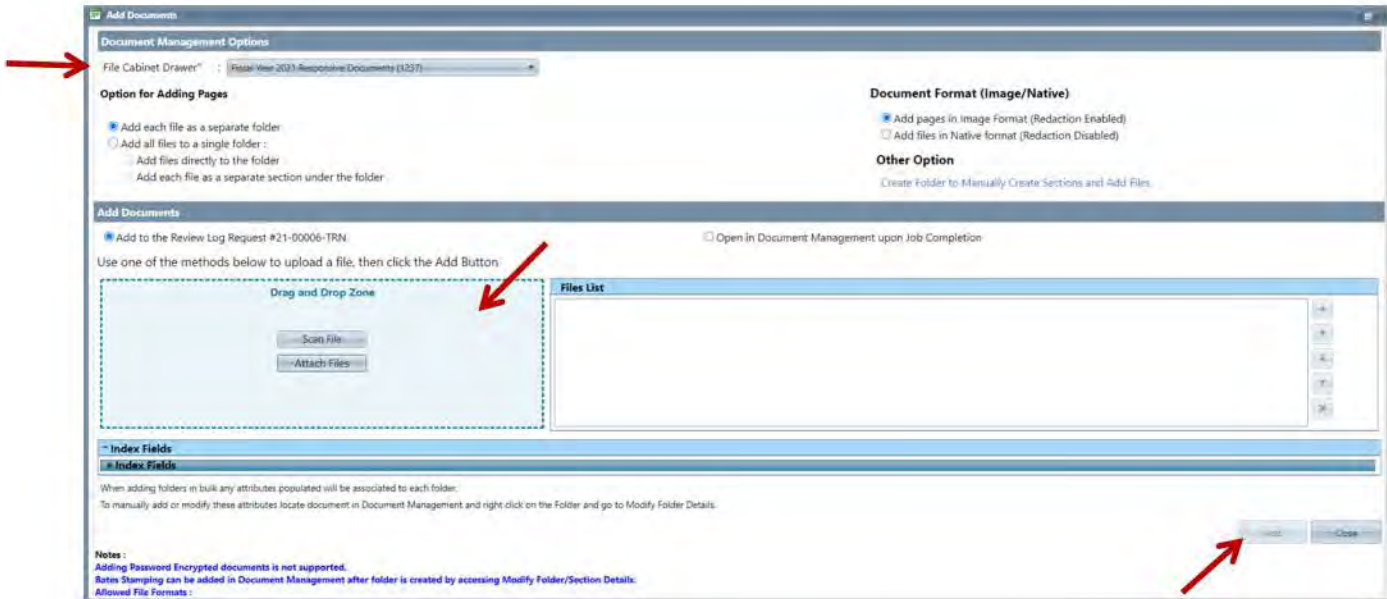 Add Documents
Document Management Options
File Cabinet Drawer* : Fiscal Year 2021 Responsive Documents (1237)
Option for Adding Pages
Document Format (Image/Native)
Add each file as a separate folder
Add pages in Image Format (Redaction Enabled)
Add all files to a single folder :
Add files in Native format (Redaction Disabled)
Add files directly to the folder
Other Option
Add each file as a separate section under the folder
Create Folder to Manually Create Sections and Add Files
Add Documents
Add to the Review Log Request #21-00006-TRN
Open in Document Management upon Job Completion
Use one of the methods below to upload a file, then click the Add Button
Drag and Drop Zone
Files List
Scan File
Attach Files
Index Fields
Index Fields
When adding folders in bulk any attributes populated will be associated to each folder.
To manually add or modify these attributes locate document in Document Management and right click on the Folder and go to Modify Folder Details.
Add Close
Notes :
Adding Password Encrypted documents is not supported.
Bates Stamping can be added in Document Management after folder is created by accessing Modify Folder/Section Details.
Allowed File Formats :